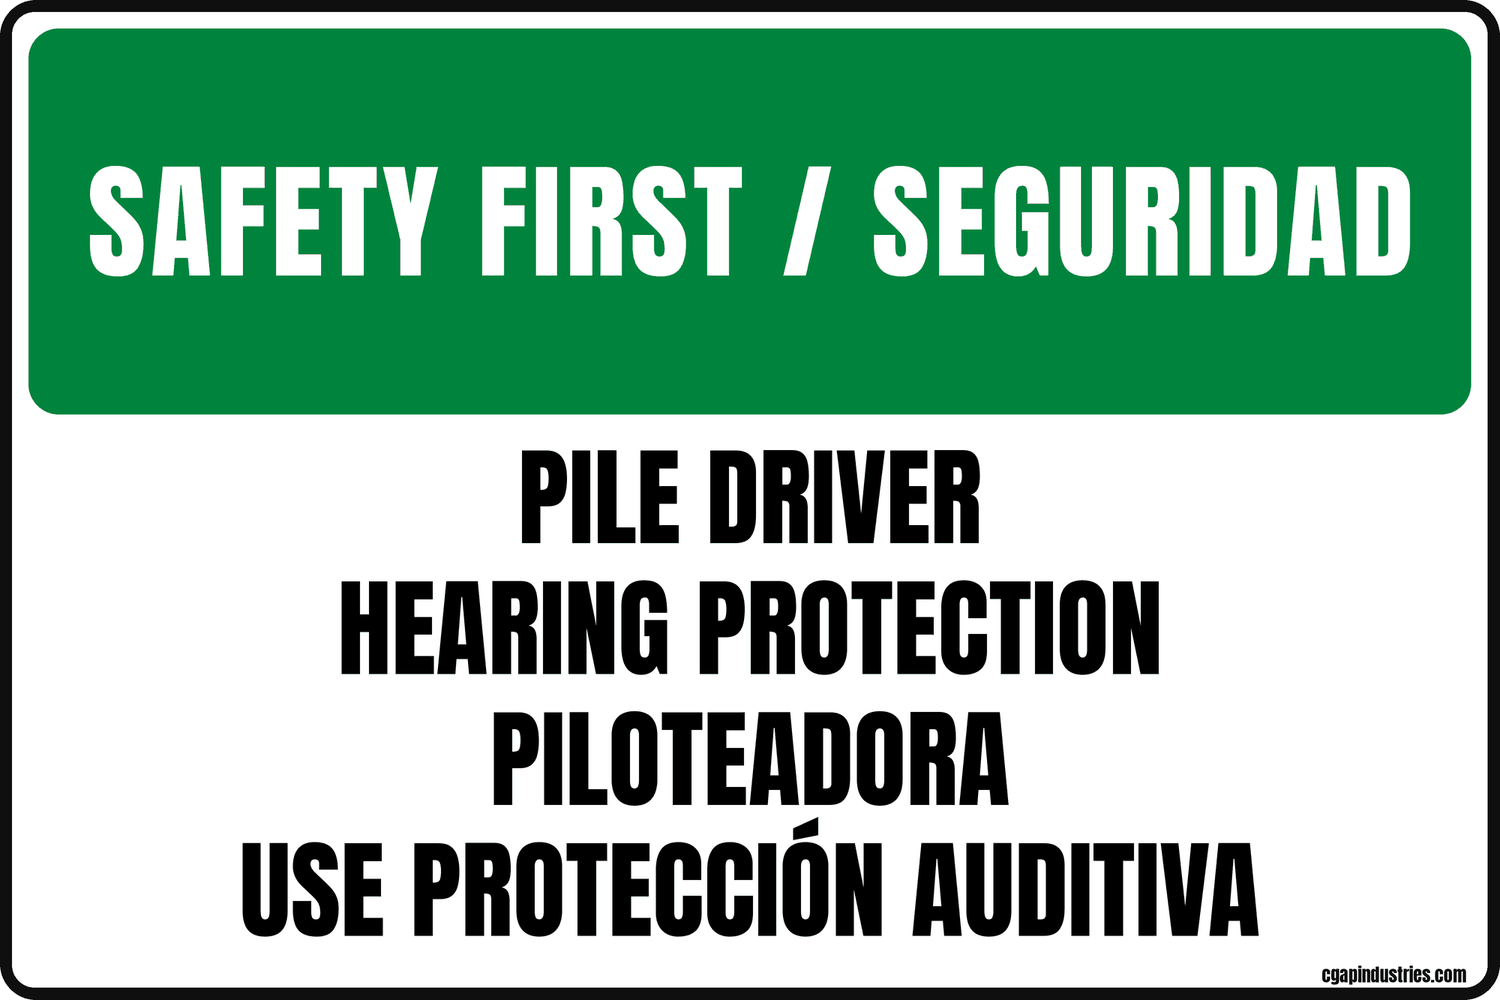 SAFETY FIRST / SEGURIDAD
PILE DRIVER
HEARING PROTECTION
PILOTEADORA
USE PROTECCIÓN AUDITIVA
cgapindustries.com